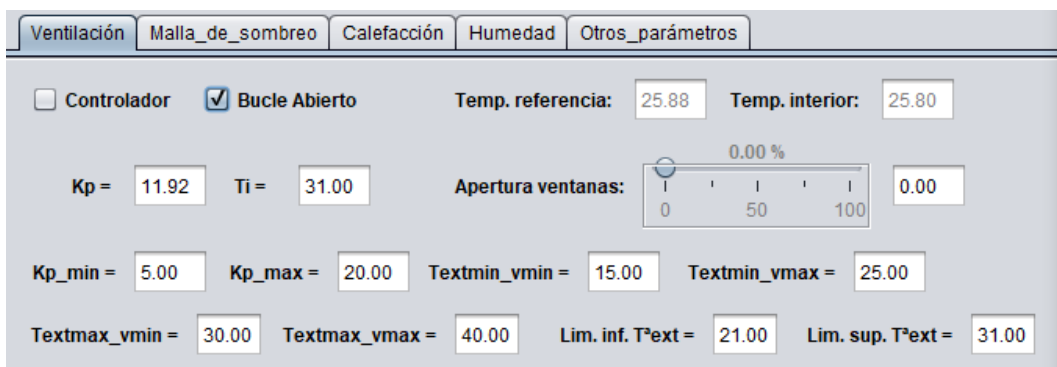 Ventilación Malla_de_sombreo Calefacción Humedad Otros_parámetros
Controlador Bucle Abierto Temp. referencia: 25.88 Temp. interior: 25.80
0.00 %
Kp = 11.92 Ti = 31.00 Apertura ventanas: 0.00
0 50 100
Kp_min = 5.00 Kp_max = 20.00 Textmin_vmin = 15.00 Textmin_vmax = 25.00
Textmax_vmin = 30.00 Textmax_vmax = 40.00 Lim. inf. Tªext = 21.00 Lim. sup. Tªext = 31.00